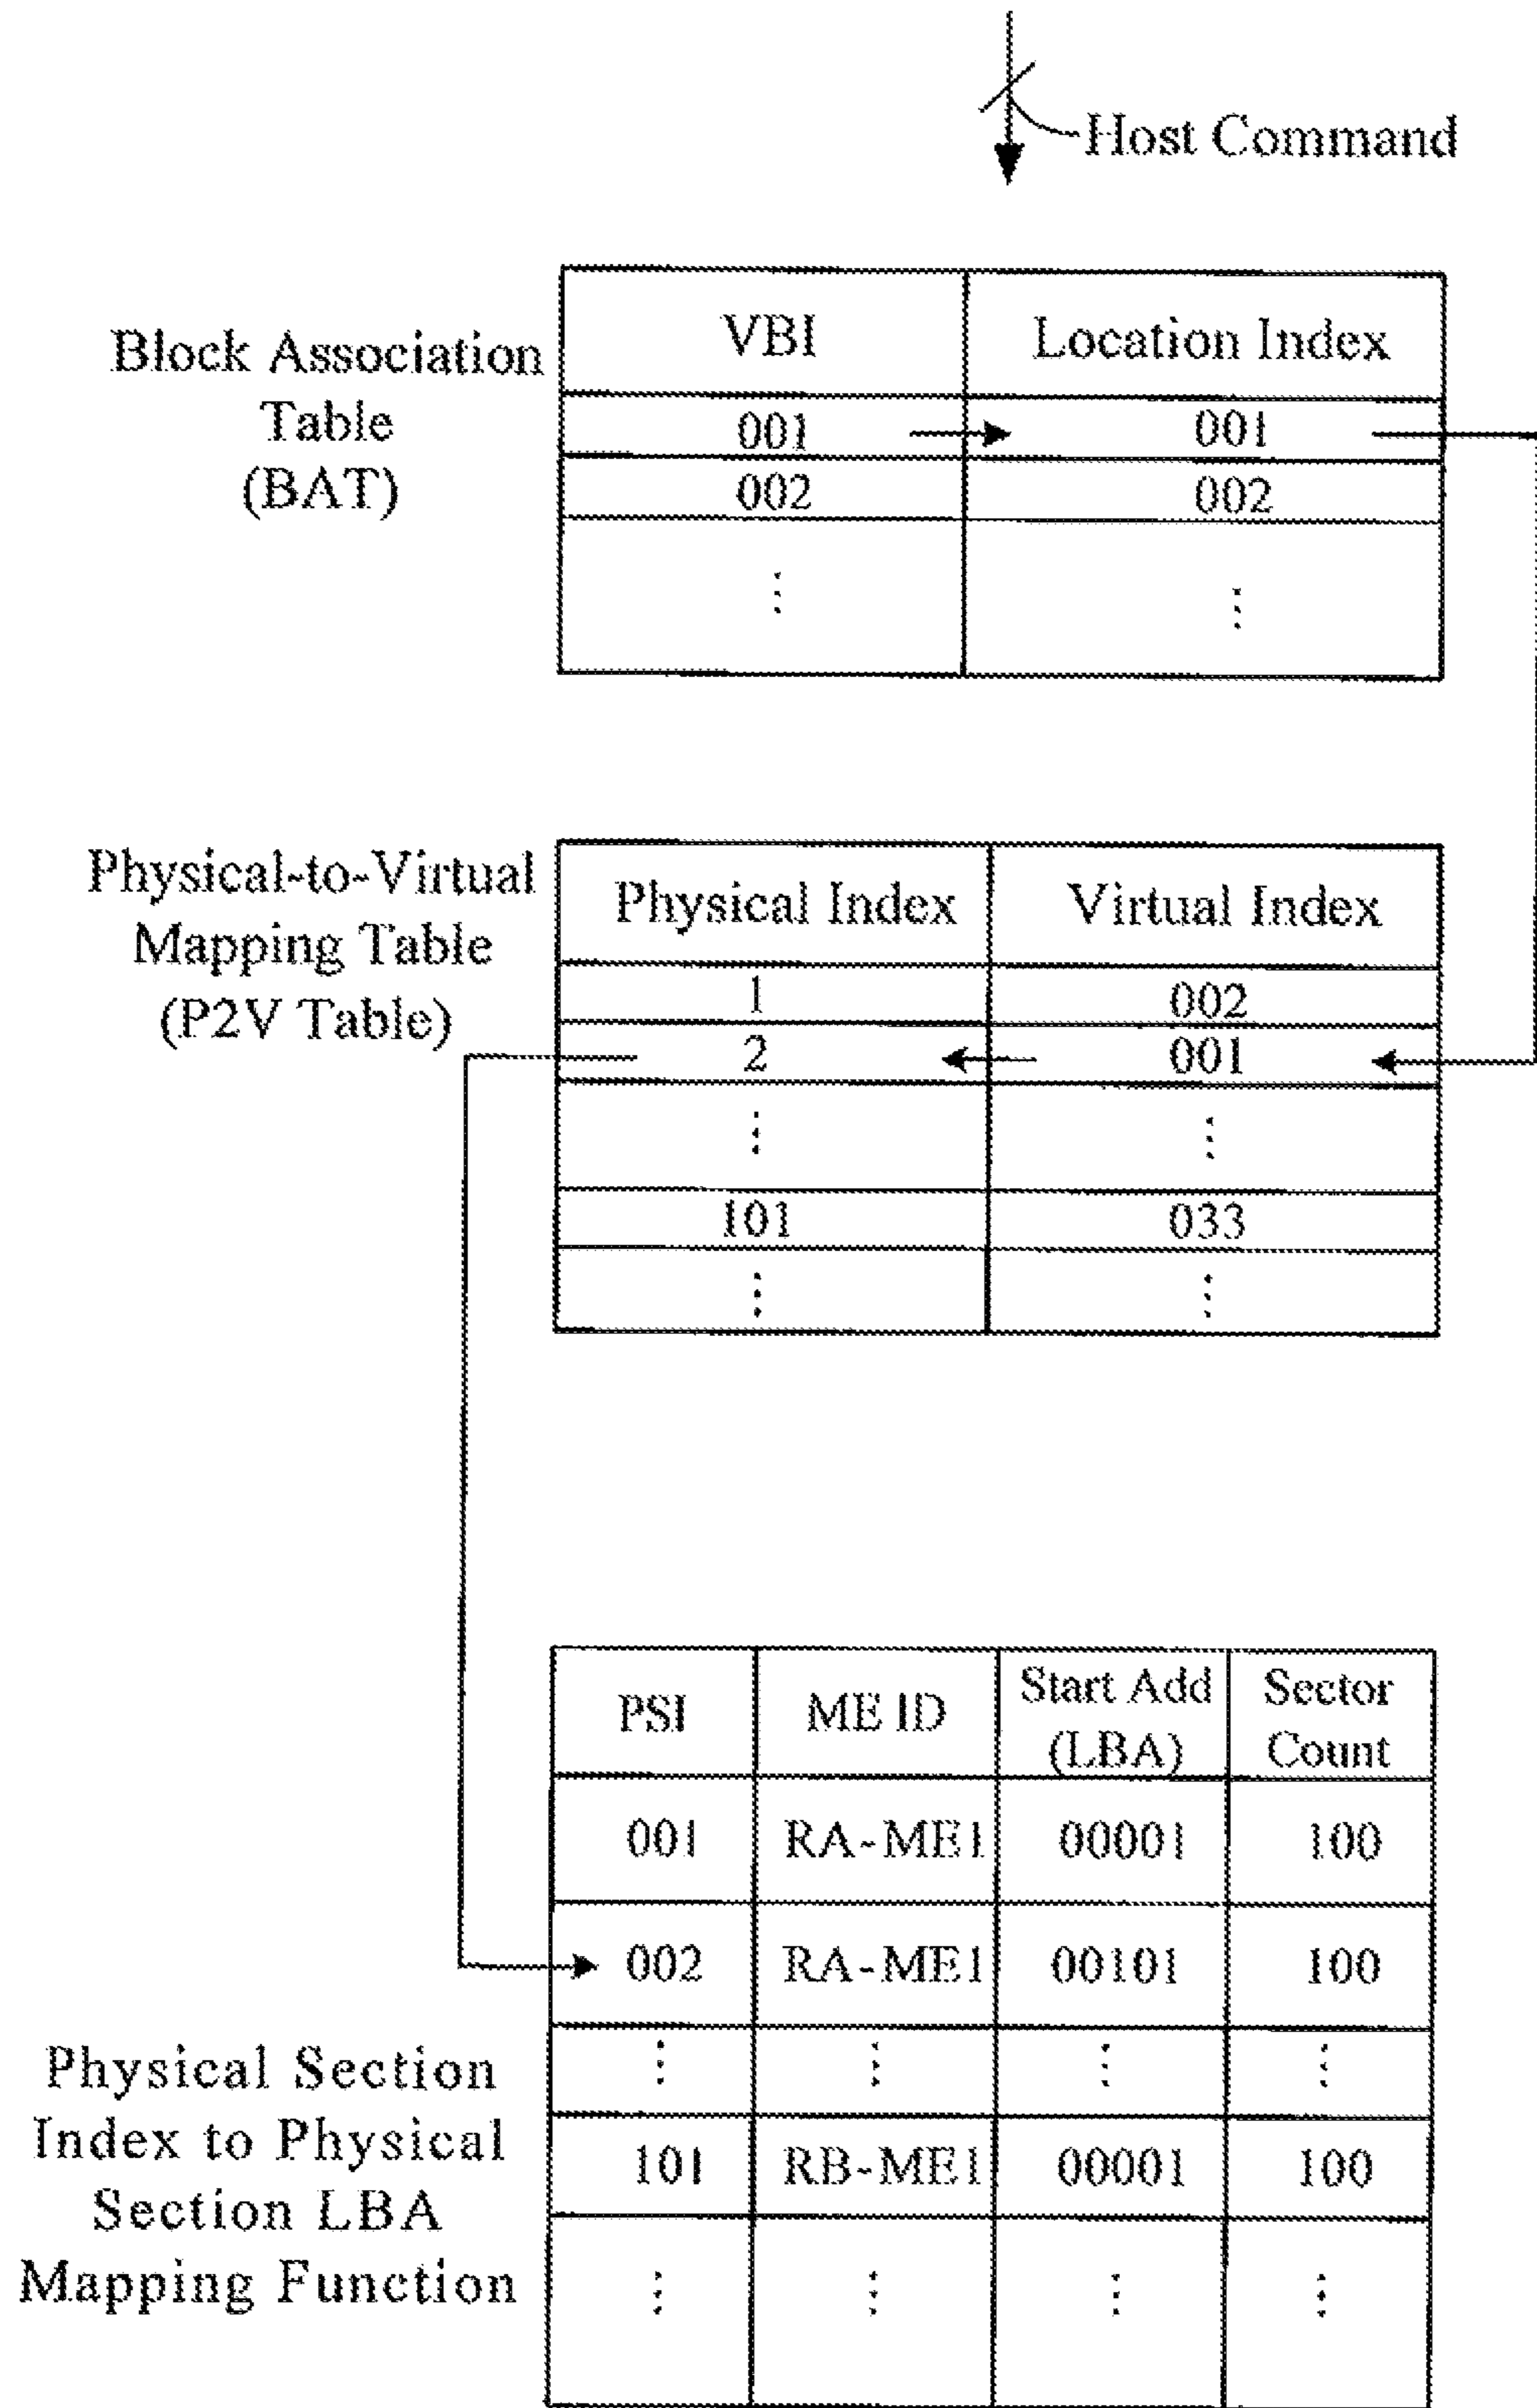 Host Command
Block Association
Table
(BAT)
VBI Location Index
001 001
002 002
⋮ ⋮
Physical-to-Virtual
Mapping Table
(P2V Table)
Physical Index Virtual Index
1 002
2 001
⋮ ⋮
101 033
⋮ ⋮
Physical Section
Index to Physical
Section LBA
Mapping Function
PSI ME ID Start Add (LBA) Sector Count
001 RA-ME1 00001 100
002 RA-ME1 00101 100
⋮ ⋮ ⋮ ⋮
101 RB-ME1 00001 100
⋮ ⋮ ⋮ ⋮